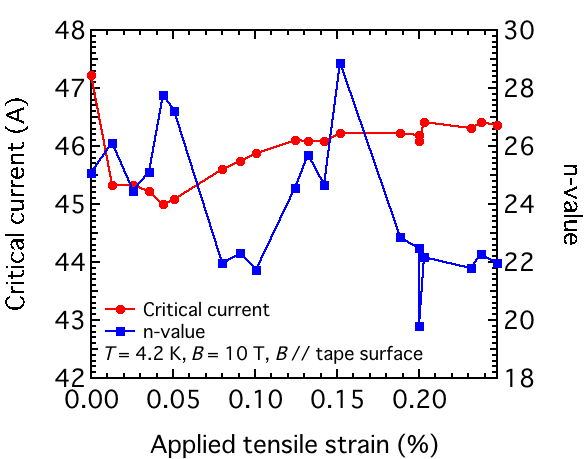 48
47
46
45
44
43
42
30
28
26
24
22
20
18
Critical current (A)
n-value
Critical current
n-value
T = 4.2 K, B = 10 T, B // tape surface
0.00 0.05 0.10 0.15 0.20
Applied tensile strain (%)